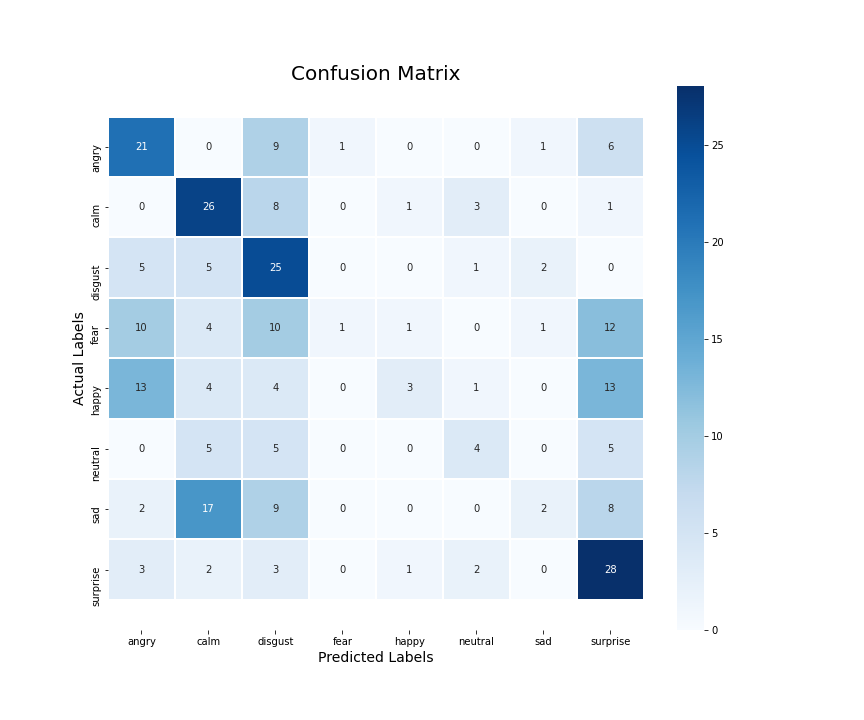 Confusion Matrix
angry 21 0 9 1 0 0 1 6
calm 0 26 8 0 1 3 0 1
disgust 5 5 25 0 0 1 2 0
fear 10 4 10 1 1 0 1 12
happy 13 4 4 0 3 1 0 13
neutral 0 5 5 0 0 4 0 5
sad 2 17 9 0 0 0 2 8
surprise 3 2 3 0 1 2 0 28
Actual Labels
angry calm disgust fear happy neutral sad surprise
Predicted Labels
25
20
15
10
5
0